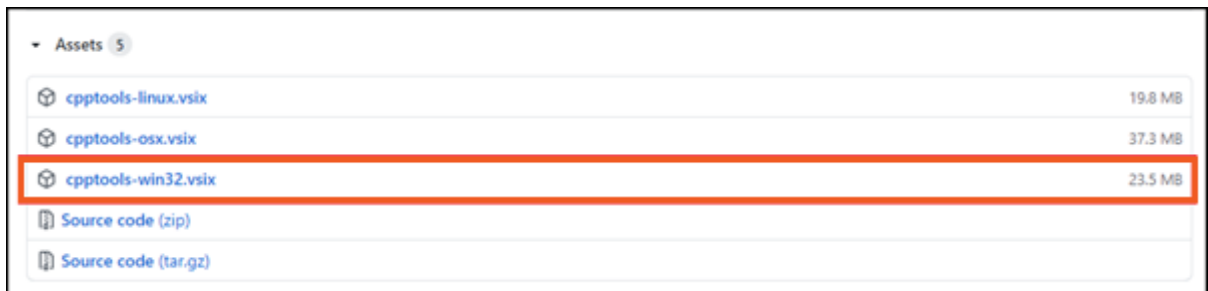 Assets 5
cpptools-linux.vsix 19.8 MB
cpptools-osx.vsix 37.3 MB
cpptools-win32.vsix 23.5 MB
Source code (zip)
Source code (tar.gz)